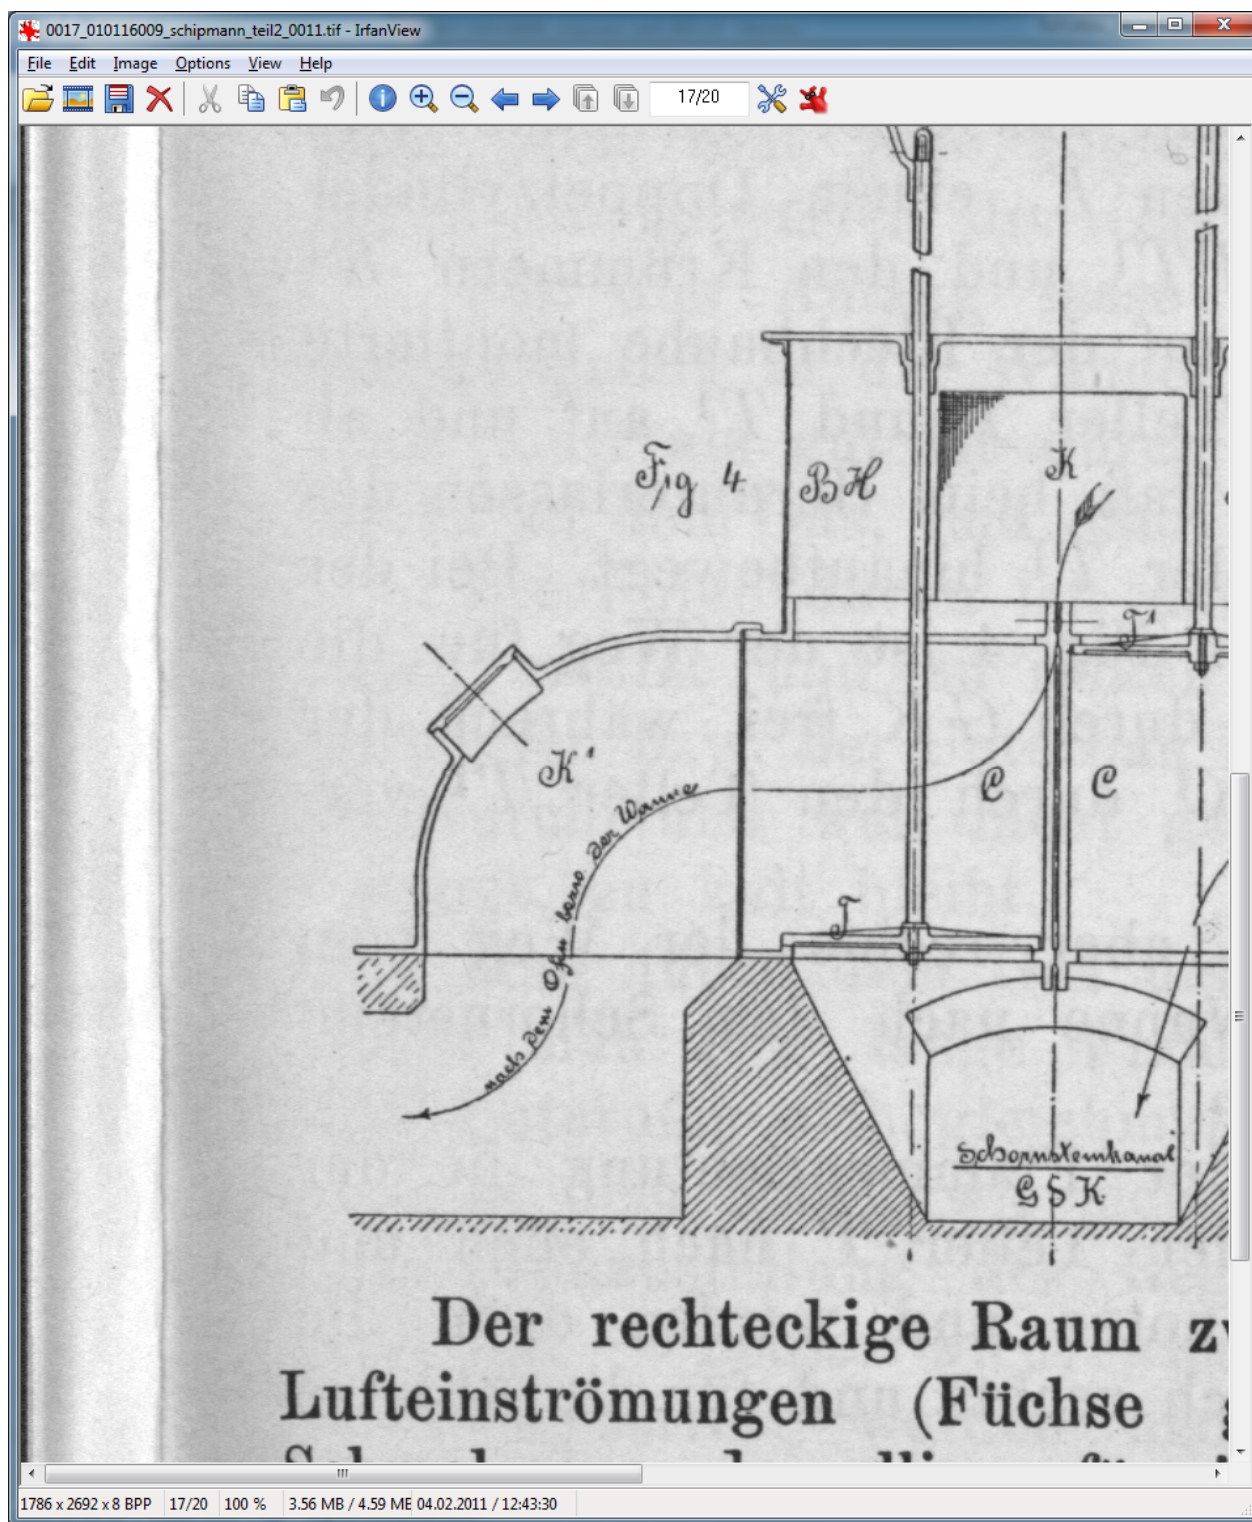 0017_010116009_schipmann_teil2_0011.tif - IrfanView
File Edit Image Options View Help
17/20
Fig 4. BH K
T'
K'
C C
nach dem Ofen bezw der Wanne
T
Schornsteinkanal
GSK
Der rechteckige Raum
Lufteinströmungen (Füchse
1786 x 2692 x 8 BPP 17/20 100 % 3.56 MB / 4.59 ME 04.02.2011 / 12:43:30